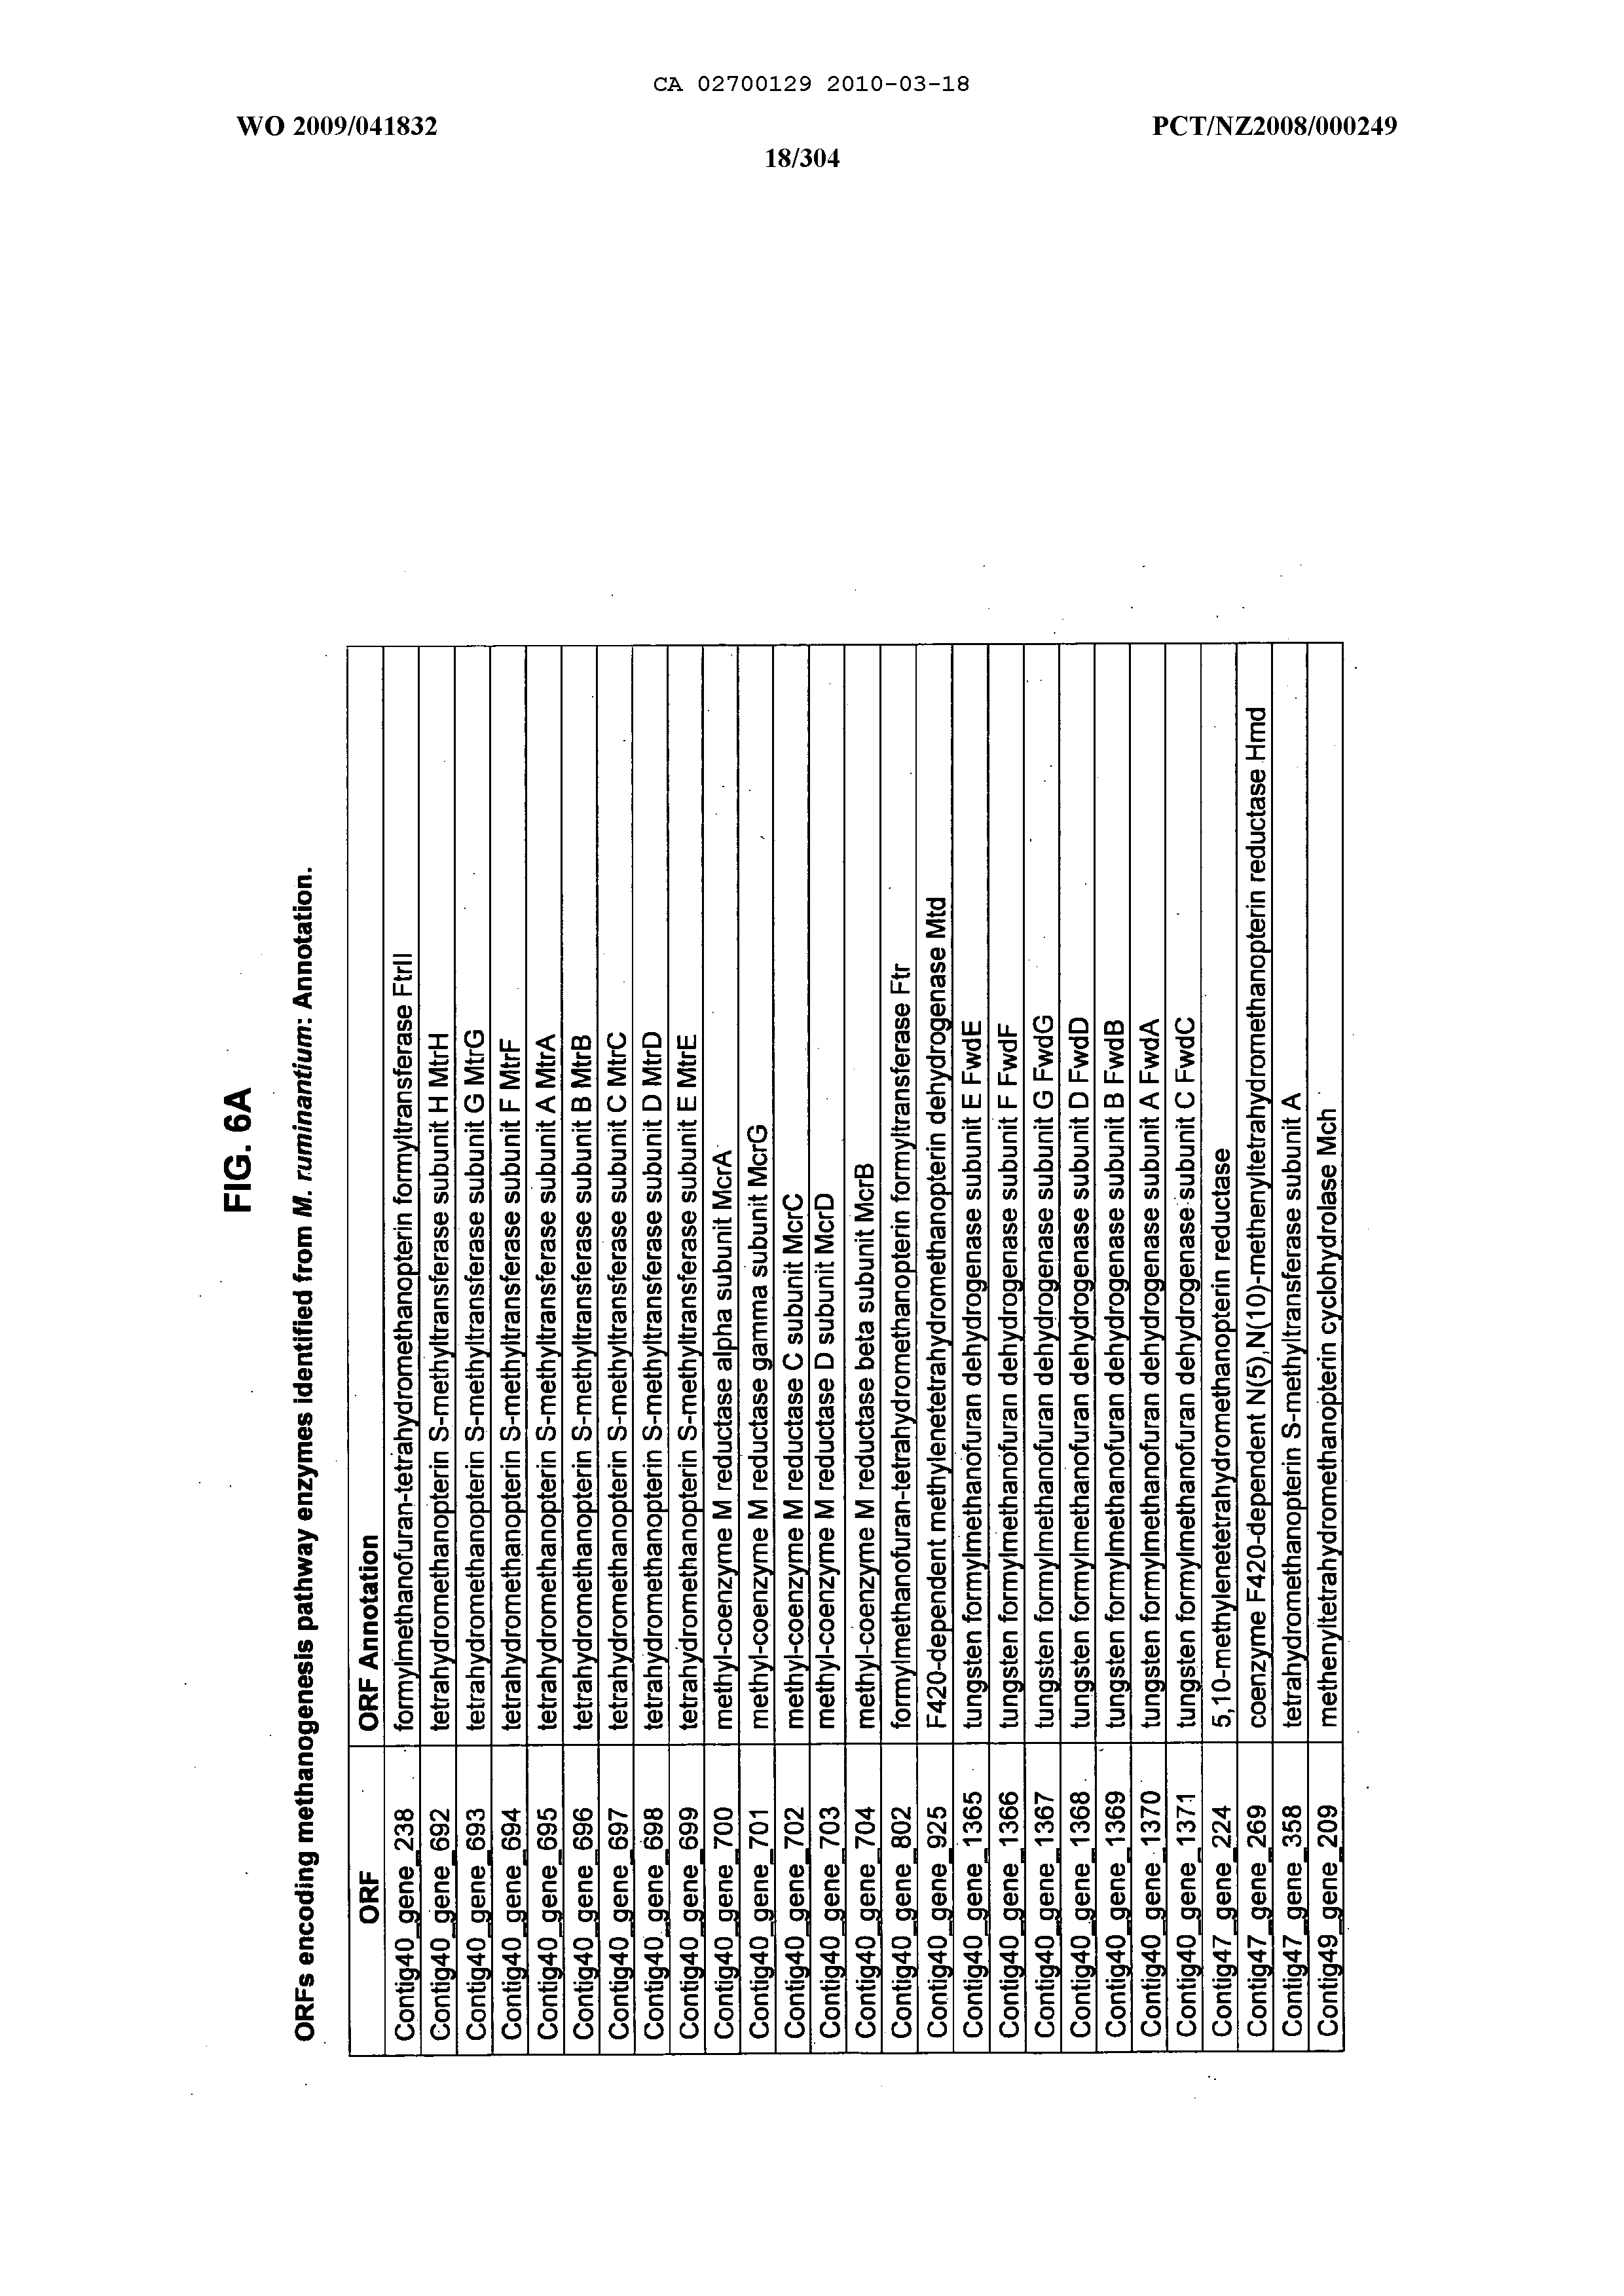 CA 02700129 2010-03-18
WO 2009/041832 PCT/NZ2008/000249
18/304
FIG. 6A
ORFs encoding methanogenesis pathway enzymes identified from M. ruminantium: Annotation.
ORF ORF Annotation
Contig40_gene_238 formylmethanofuran-tetrahydromethanopterin formyltransferase FtrII
Contig40_gene_692 tetrahydromethanopterin S-methyltransferase subunit H MtrH
Contig40_gene_693 tetrahydromethanopterin S-methyltransferase subunit G MtrG
Contig40_gene_694 tetrahydromethanopterin S-methyltransferase subunit F MtrF
Contig40_gene_695 tetrahydromethanopterin S-methyltransferase subunit A MtrA
Contig40_gene_696 tetrahydromethanopterin S-methyltransferase subunit B MtrB
Contig40_gene_697 tetrahydromethanopterin S-methyltransferase subunit C MtrC
Contig40_gene_698 tetrahydromethanopterin S-methyltransferase subunit D MtrD
Contig40_gene_699 tetrahydromethanopterin S-methyltransferase subunit E MtrE
Contig40_gene_700 methyl-coenzyme M reductase alpha subunit McrA
Contig40_gene_701 methyl-coenzyme M reductase gamma subunit McrG
Contig40_gene_702 methyl-coenzyme M reductase C subunit McrC
Contig40_gene_703 methyl-coenzyme M reductase D subunit McrD
Contig40_gene_704 methyl-coenzyme M reductase beta subunit McrB
Contig40_gene_802 formylmethanofuran-tetrahydromethanopterin formyltransferase Ftr
Contig40_gene_925 F420-dependent methylenetetrahydromethanopterin dehydrogenase Mtd
Contig40_gene_1365 tungsten formylmethanofuran dehydrogenase subunit E FwdE
Contig40_gene_1366 tungsten formylmethanofuran dehydrogenase subunit F FwdF
Contig40_gene_1367 tungsten formylmethanofuran dehydrogenase subunit G FwdG
Contig40_gene_1368 tungsten formylmethanofuran dehydrogenase subunit D FwdD
Contig40_gene_1369 tungsten formylmethanofuran dehydrogenase subunit B FwdB
Contig40_gene_1370 tungsten formylmethanofuran dehydrogenase subunit A FwdA
Contig40_gene_1371 tungsten formylmethanofuran dehydrogenase subunit C FwdC
Contig47_gene_224 5,10-methylenetetrahydromethanopterin reductase
Contig47_gene_269 coenzyme F420-dependent N(5),N(10)-methenyltetrahydromethanopterin reductase Hmd
Contig47_gene_358 tetrahydromethanopterin S-methyltransferase subunit A
Contig49_gene_209 methenyltetrahydromethanopterin cyclohydrolase Mch